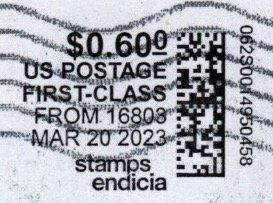 $0.60⁰
US POSTAGE
FIRST-CLASS
FROM 16803
MAR 20 2023
stamps
endicia
062S0014950458